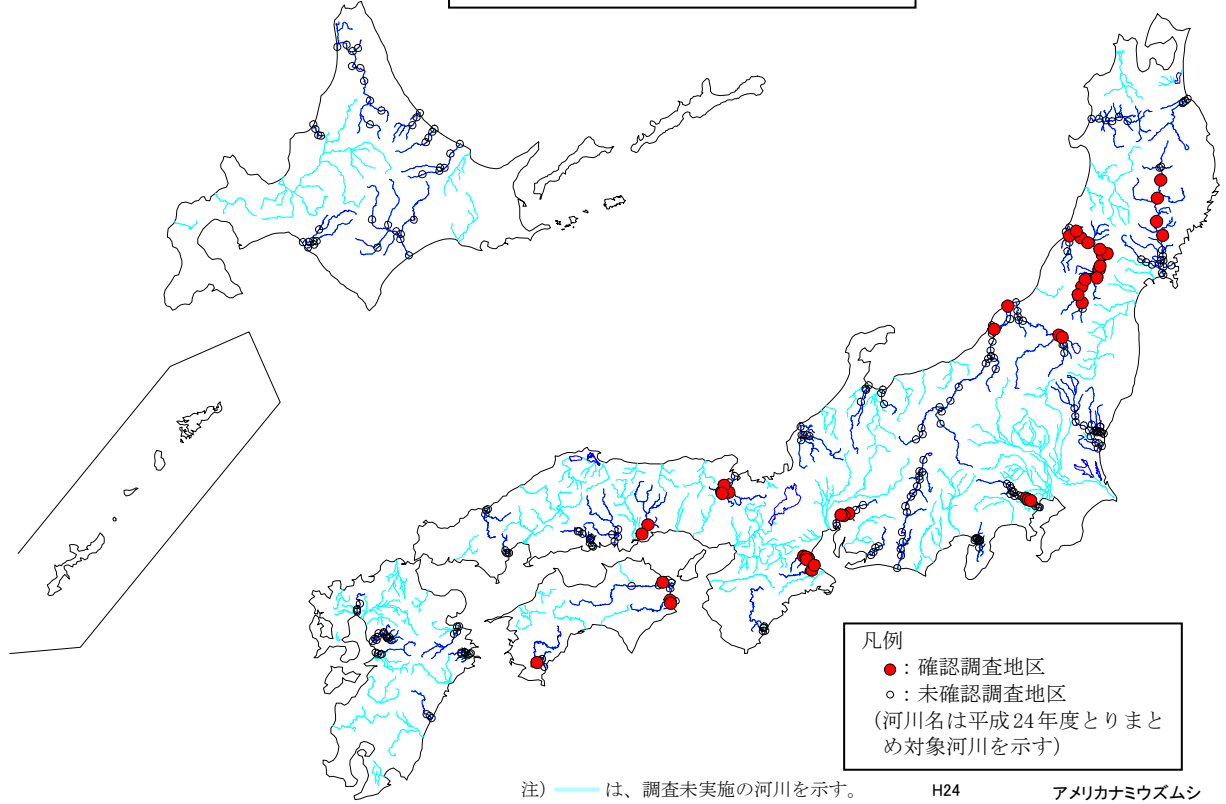 凡例
●：確認調査地区
○：未確認調査地区
(河川名は平成24年度とりまと
め対象河川を示す)
注) は、調査未実施の河川を示す。 H24 アメリカナミウズムシ